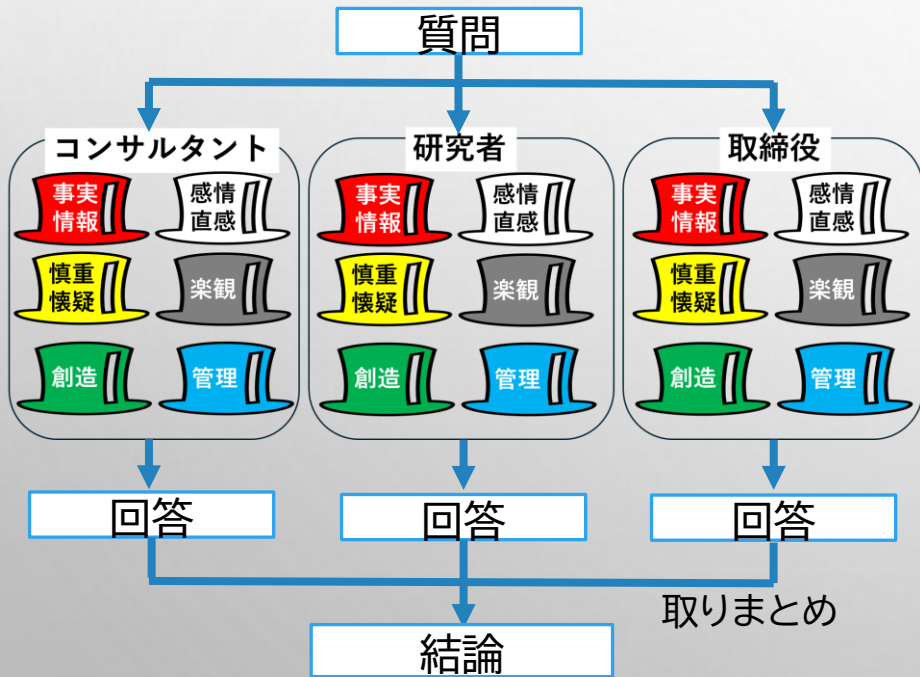 質問
コンサルタント
事実
情報
感情
直感
慎重
懐疑
楽観
創造
管理
研究者
事実
情報
感情
直感
慎重
懐疑
楽観
創造
管理
取締役
事実
情報
感情
直感
慎重
懐疑
楽観
創造
管理
回答
回答
回答
取りまとめ
結論